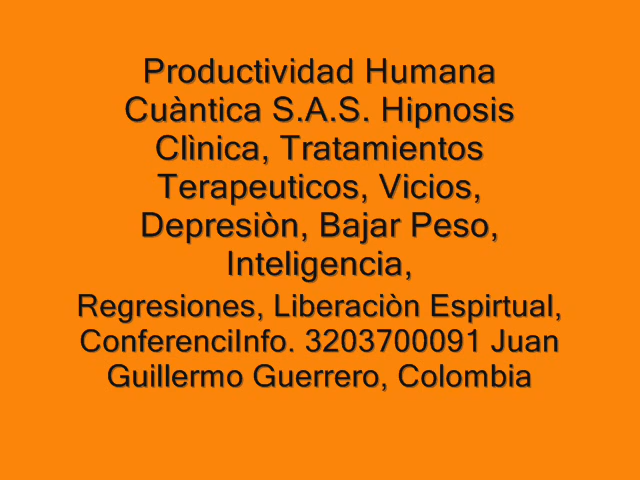 Productividad Humana
Cuàntica S.A.S. Hipnosis
Clìnica, Tratamientos
Terapeuticos, Vicios,
Depresiòn, Bajar Peso,
Inteligencia,
Regresiones, Liberaciòn Espirtual,
ConferenciInfo. 3203700091 Juan
Guillermo Guerrero, Colombia